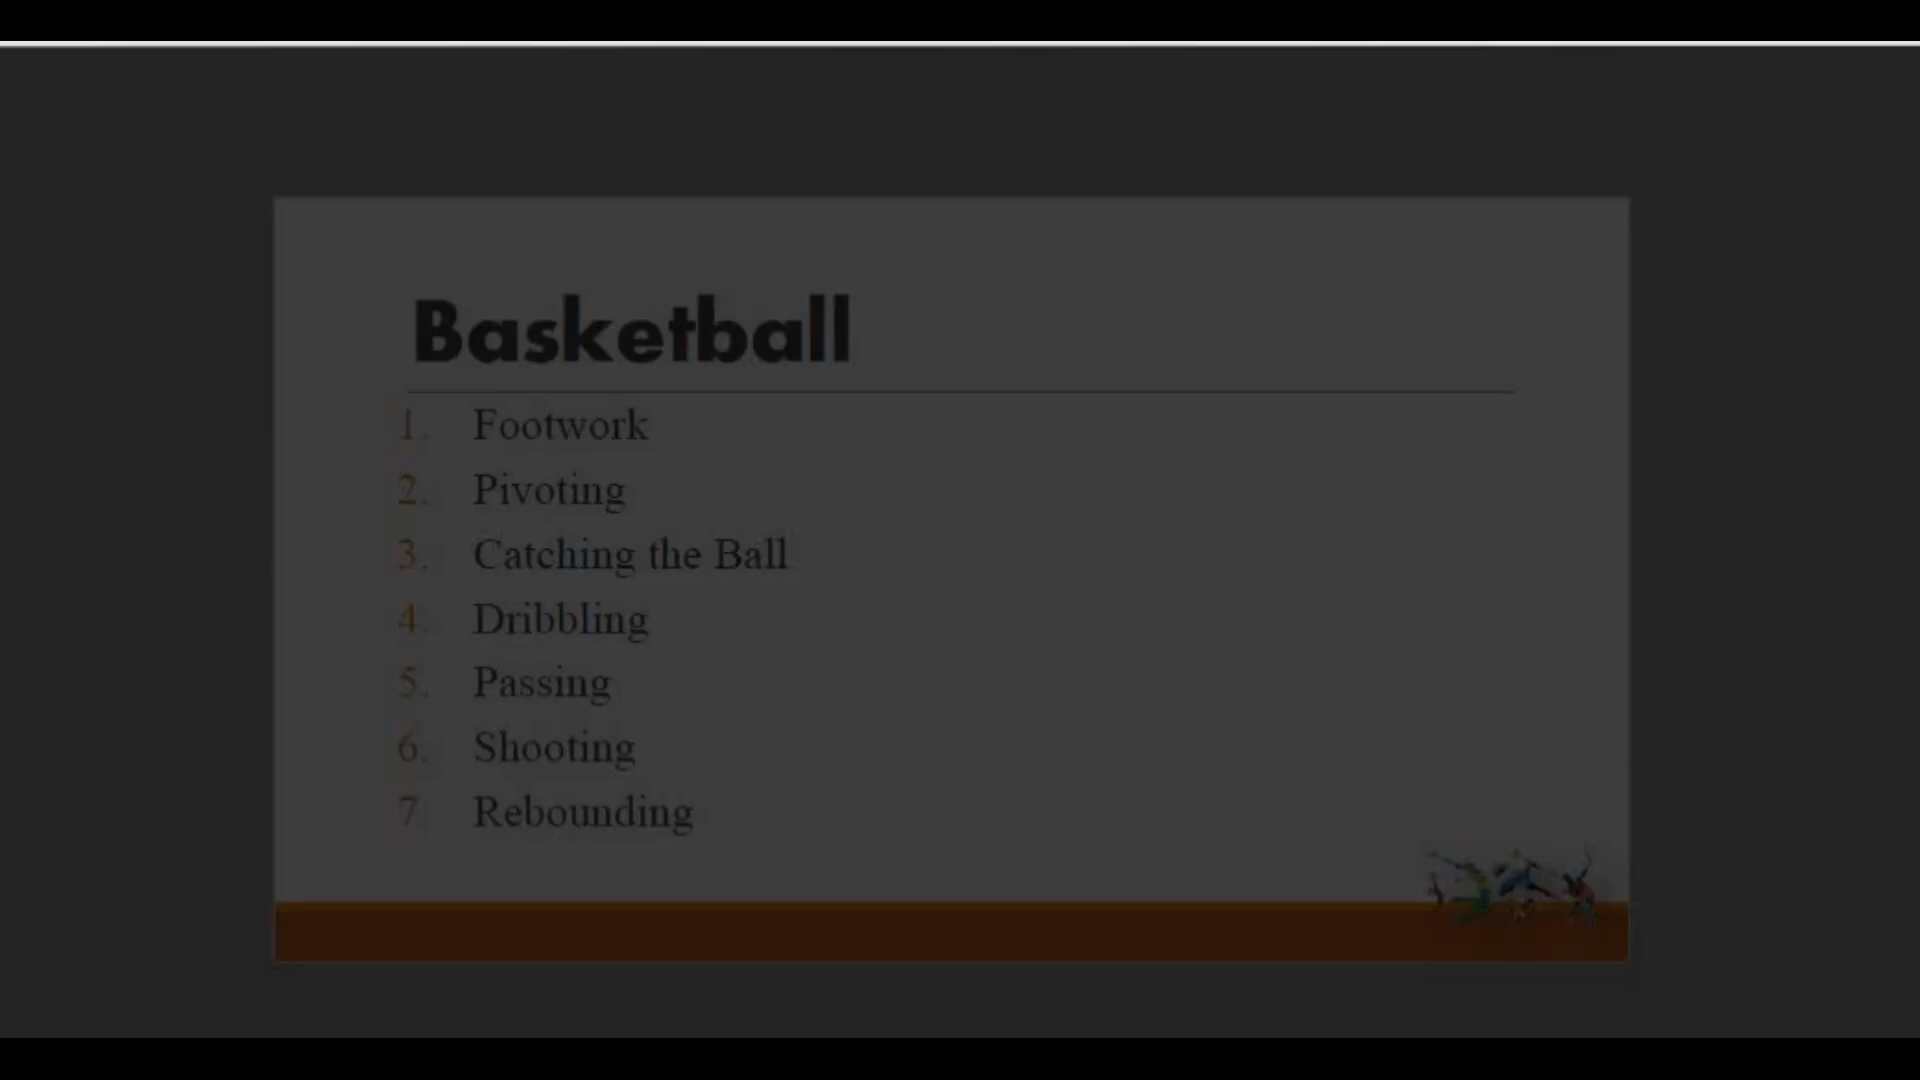 Basketball
1. Footwork
2. Pivoting
3. Catching the Ball
4. Dribbling
5. Passing
6. Shooting
7. Rebounding